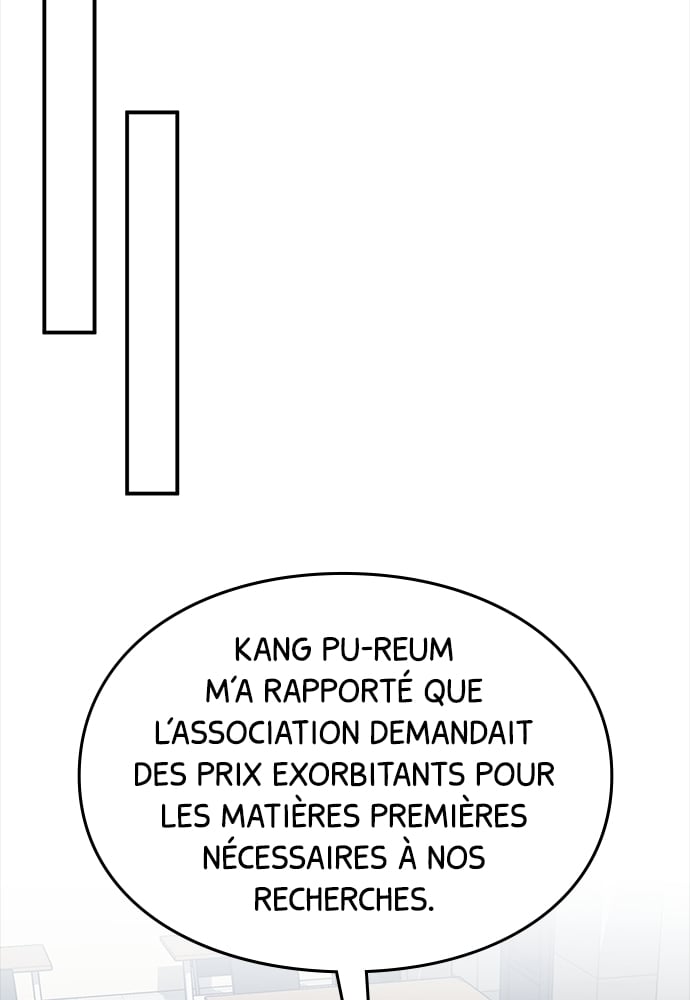 KANG PU-REUM
M'A RAPPORTÉ QUE
L'ASSOCIATION DEMANDAIT
DES PRIX EXORBITANTS POUR
LES MATIÈRES PREMIÈRES
NÉCESSAIRES À NOS
RECHERCHES.